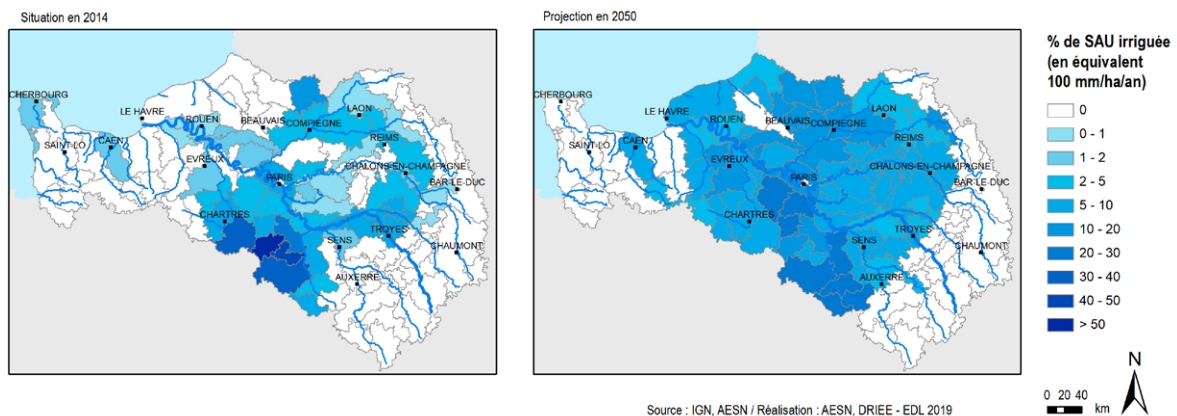 Situation en 2014
CHERBOURG
LE HAVRE
ROUEN
BEAUVAIS
COMPIEGNE
LAON
SAINT-LO
CAEN
EVREUX
REIMS
CHALONS-EN-CHAMPAGNE
PARIS
BAR-LE-DUC
CHARTRES
SENS
TROYES
CHAUMONT
AUXERRE
Projection en 2050
CHERBOURG
LE HAVRE
ROUEN
BEAUVAIS
COMPIEGNE
LAON
SAINT-LO
CAEN
EVREUX
REIMS
CHALONS-EN-CHAMPAGNE
PARIS
BAR-LE-DUC
CHARTRES
SENS
TROYES
CHAUMONT
AUXERRE
% de SAU irriguée
(en équivalent
100 mm/ha/an)
0
0 - 1
1 - 2
2 - 5
5 - 10
10 - 20
20 - 30
30 - 40
40 - 50
> 50
N
0 20 40
km
Source : IGN, AESN / Réalisation : AESN, DRIEE - EDL 2019